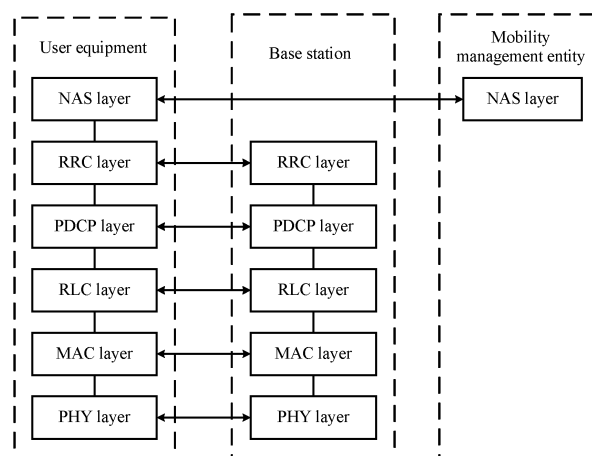 User equipment
Base station
Mobility
management entity
NAS layer
NAS layer
RRC layer
RRC layer
PDCP layer
PDCP layer
RLC layer
RLC layer
MAC layer
MAC layer
PHY layer
PHY layer